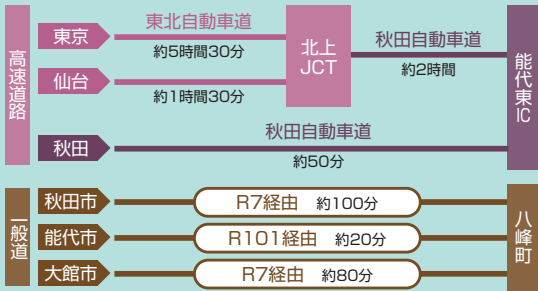 高速道路
東京
東北自動車道
約5時間30分
仙台
約1時間30分
北上
JCT
秋田自動車道
約2時間
秋田
秋田自動車道
約50分
能代東IC
一般道
秋田市
R7経由 約100分
能代市
R101経由 約20分
大館市
R7経由 約80分
八峰町